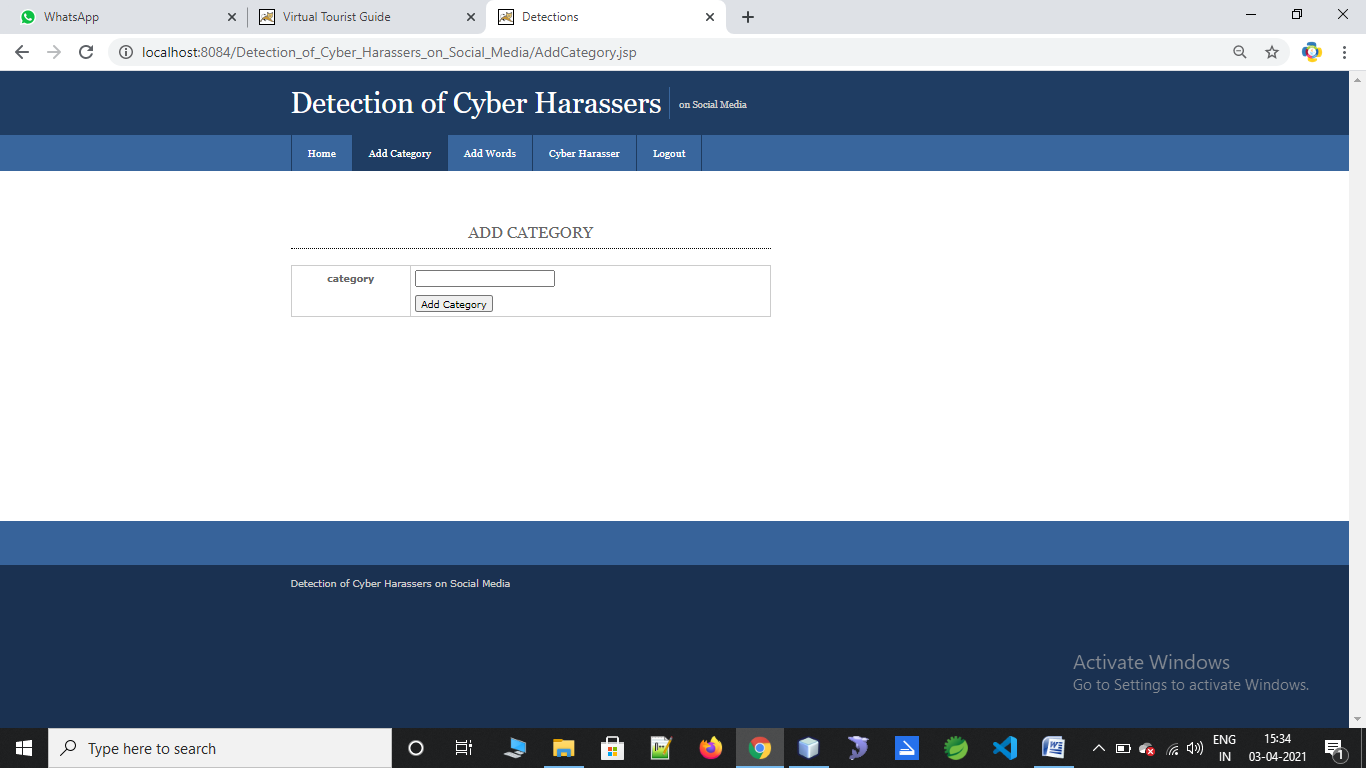 WhatsApp
Virtual Tourist Guide
Detections
localhost:8084/Detection_of_Cyber_Harassers_on_Social_Media/AddCategory.jsp
Detection of Cyber Harassers on Social Media
Home Add Category Add Words Cyber Harasser Logout
ADD CATEGORY
category
Add Category
Detection of Cyber Harassers on Social Media
Activate Windows
Go to Settings to activate Windows.
Type here to search
ENG
IN
15:34
03-04-2021
1